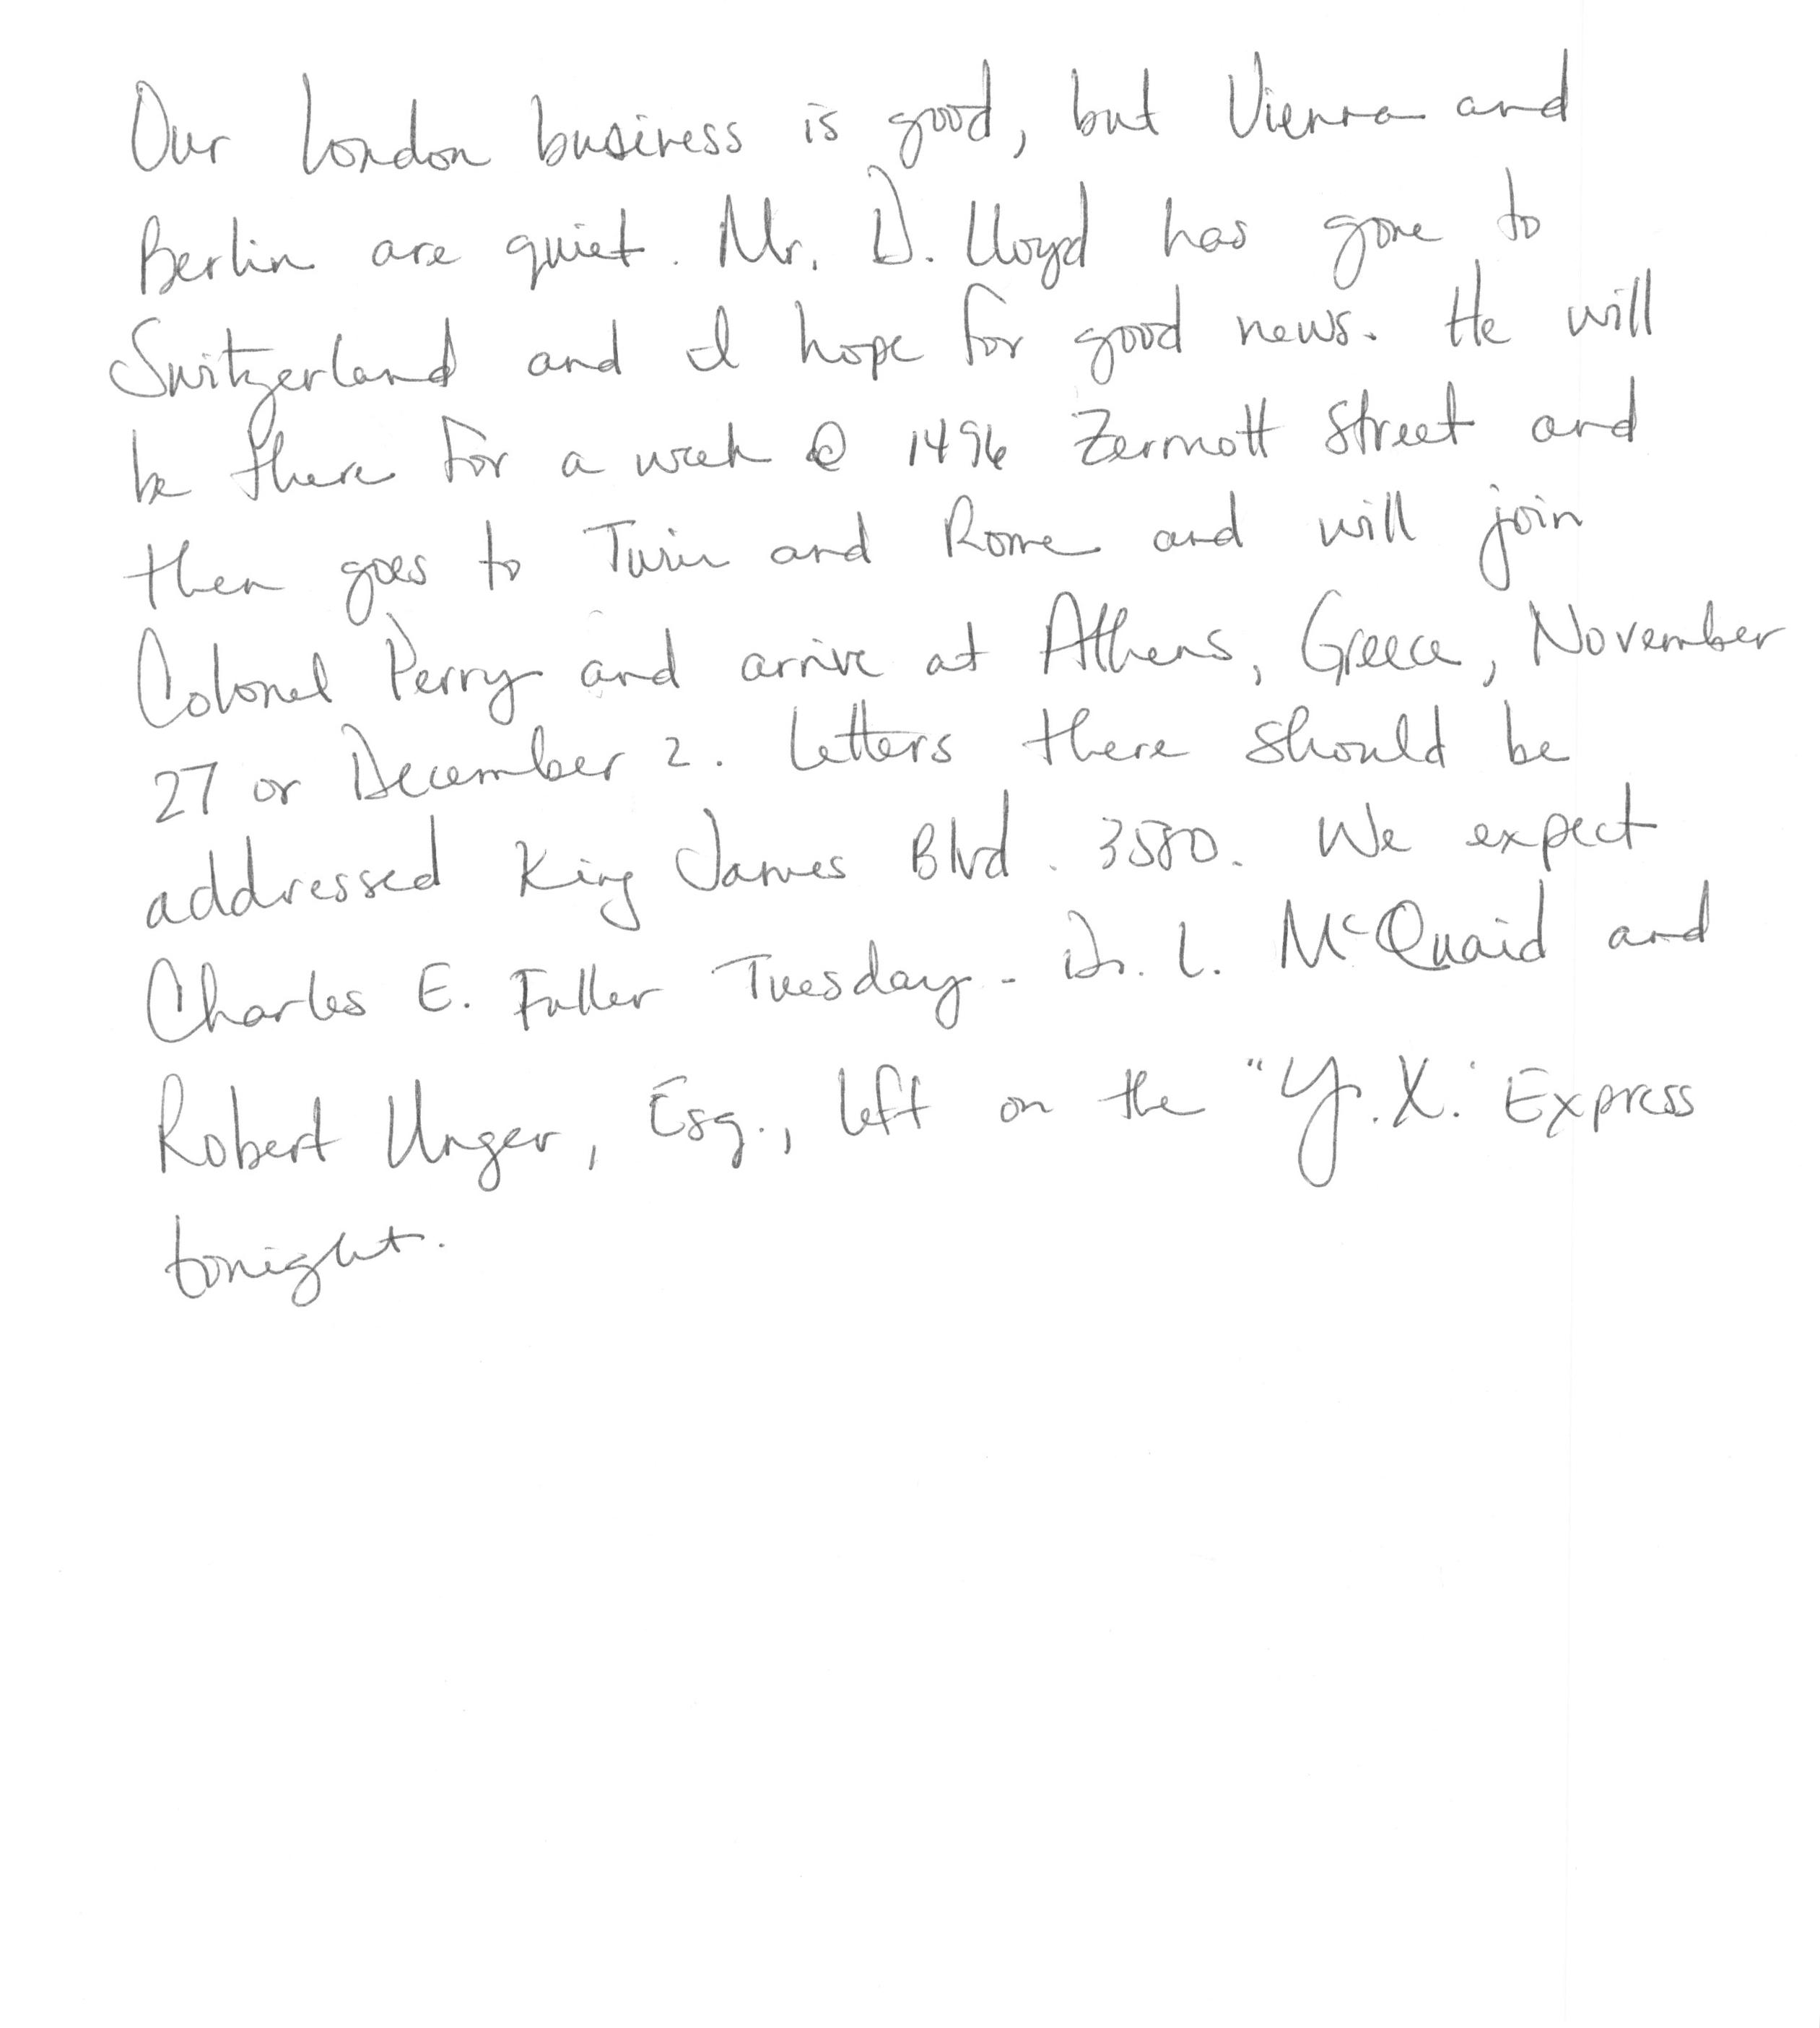 Our London business is good, but Vienna and
Berlin are quiet. Mr. D. Lloyd has gone to
Switzerland and I hope for good news. He will
be there for a week @ 1496 Zermott Street and
then goes to Turin and Rome and will join
Colonel Perry and arrive at Athens, Greece, November
27 or December 2. Letters there should be
addressed King James Blvd. 3580. We expect
Charles E. Fuller Tuesday - Dr. L. McQuaid and
Robert Unger, Esq., left on the "Y.X." Express
tonight.